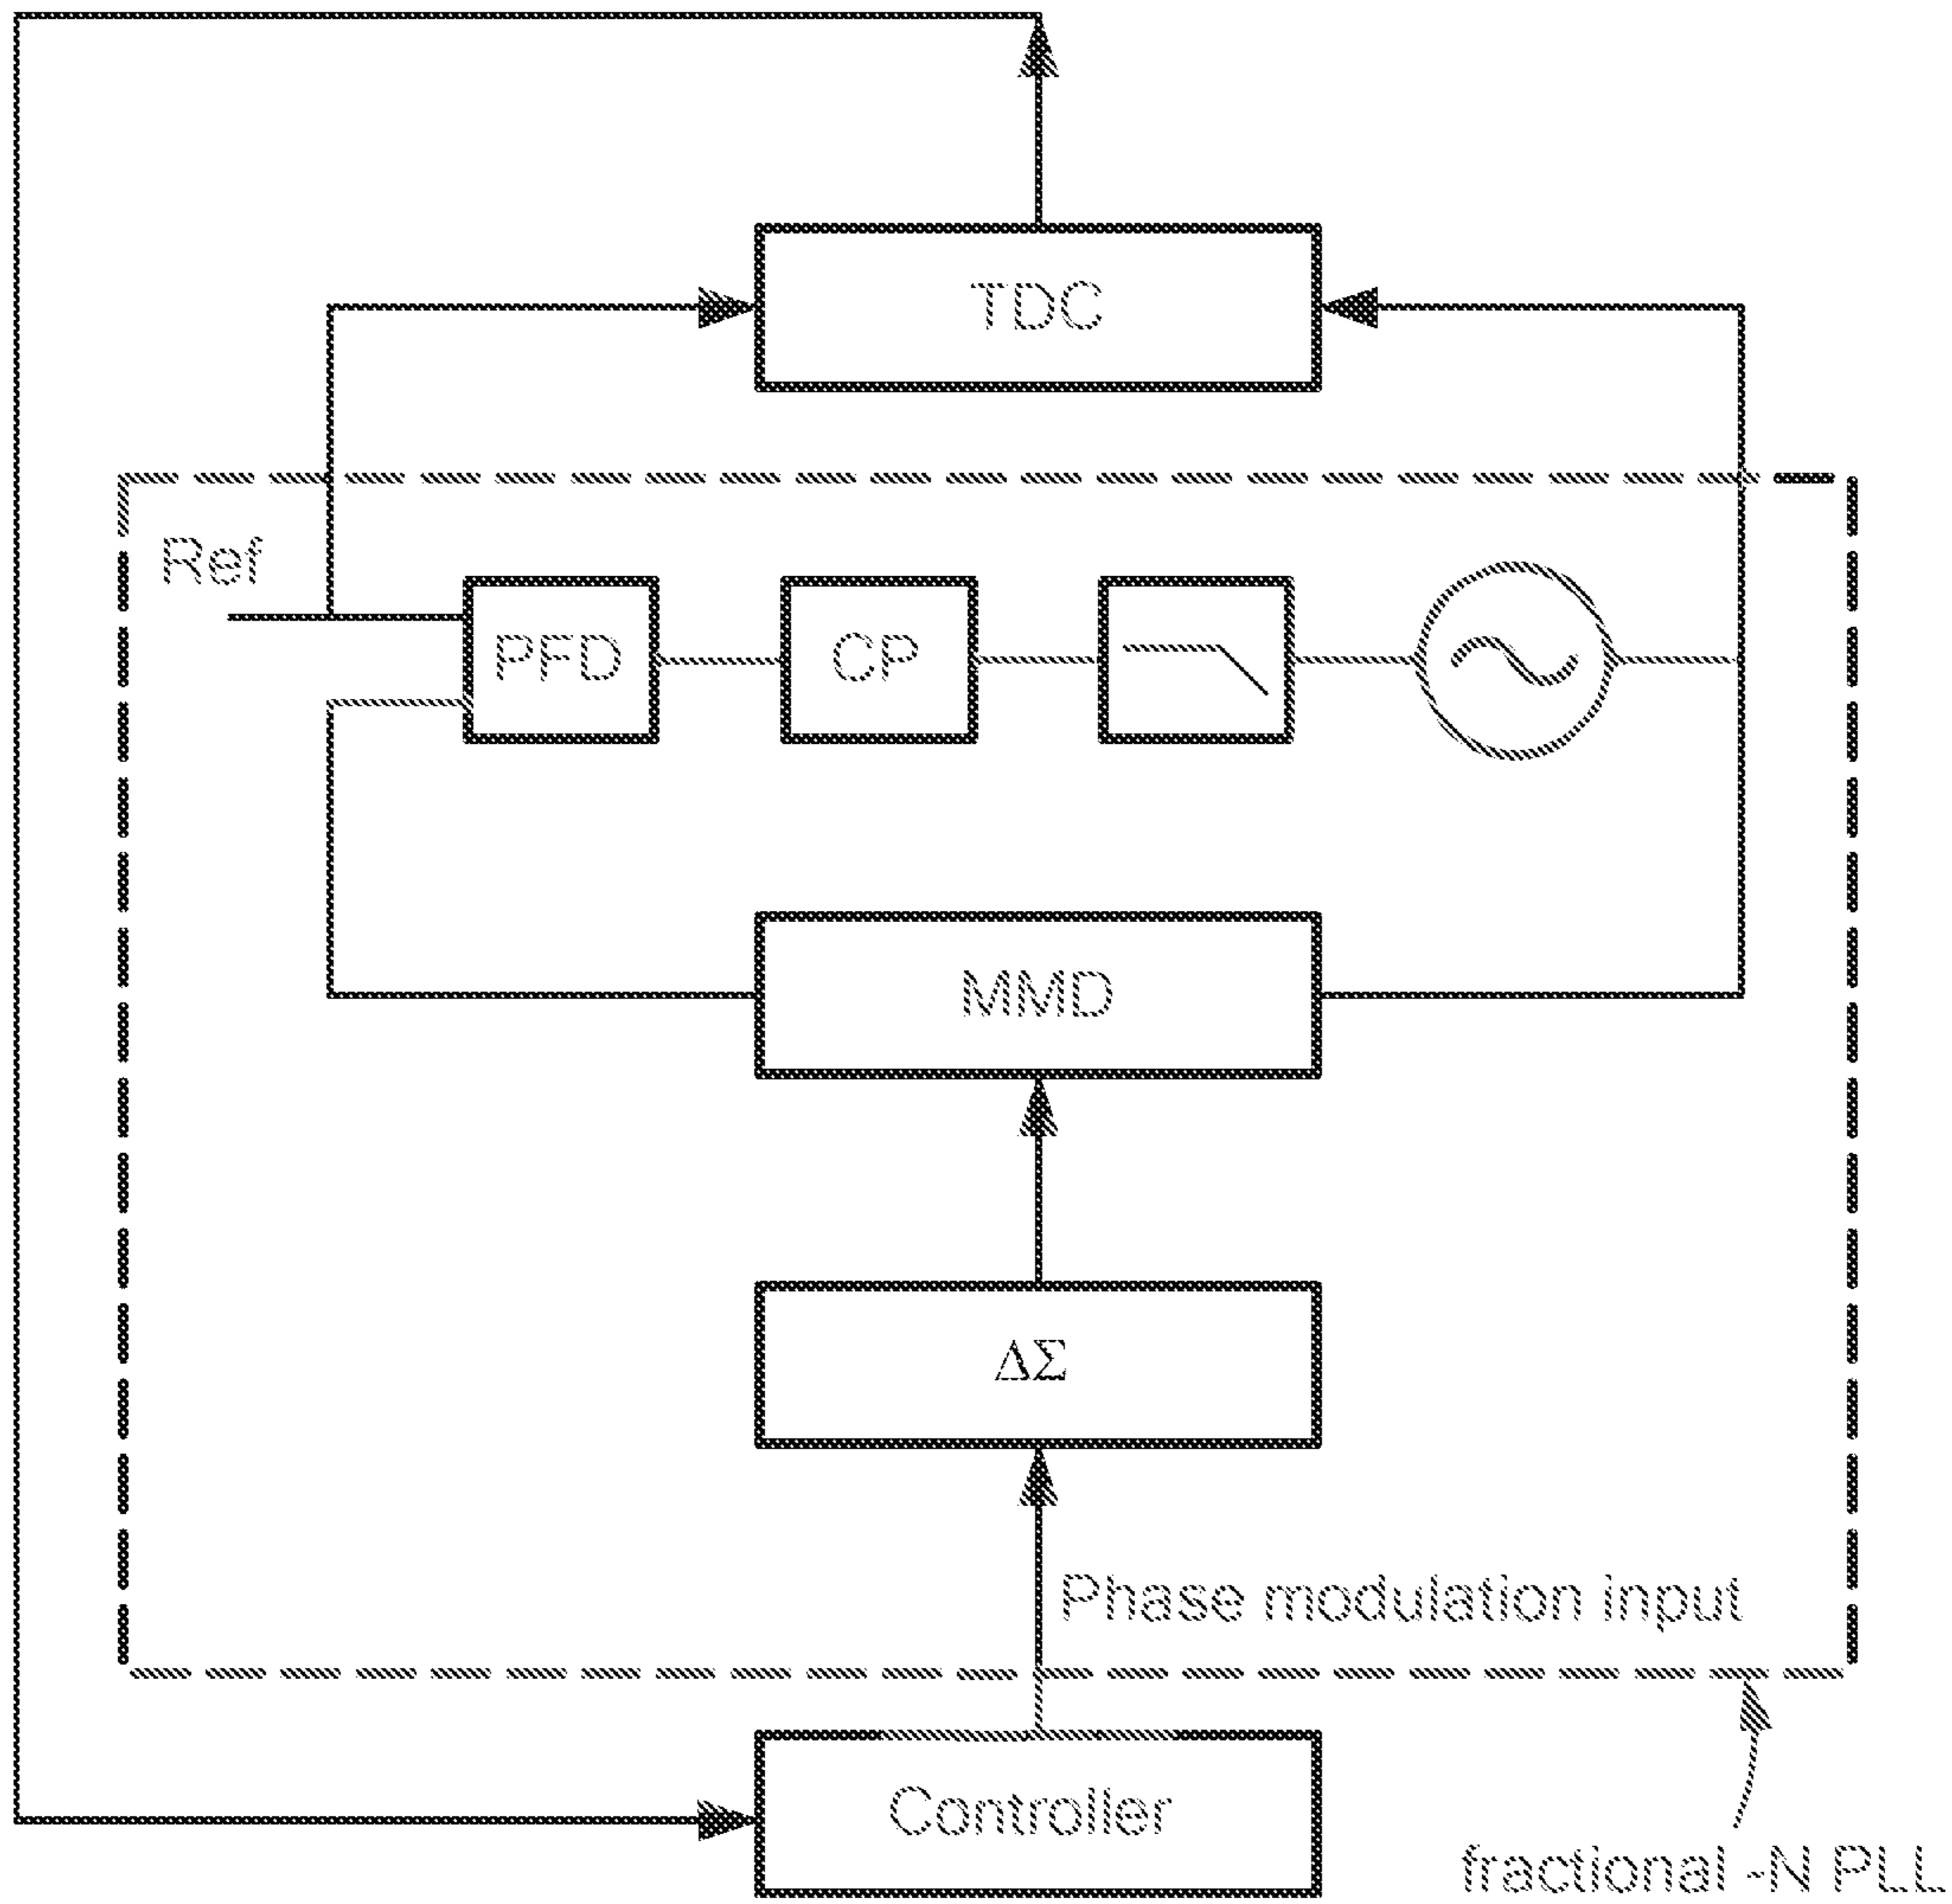 TDC
Ref
PFD
CP
MMD
ΔΣ
Phase modulation input
Controller
fractional -N PLL